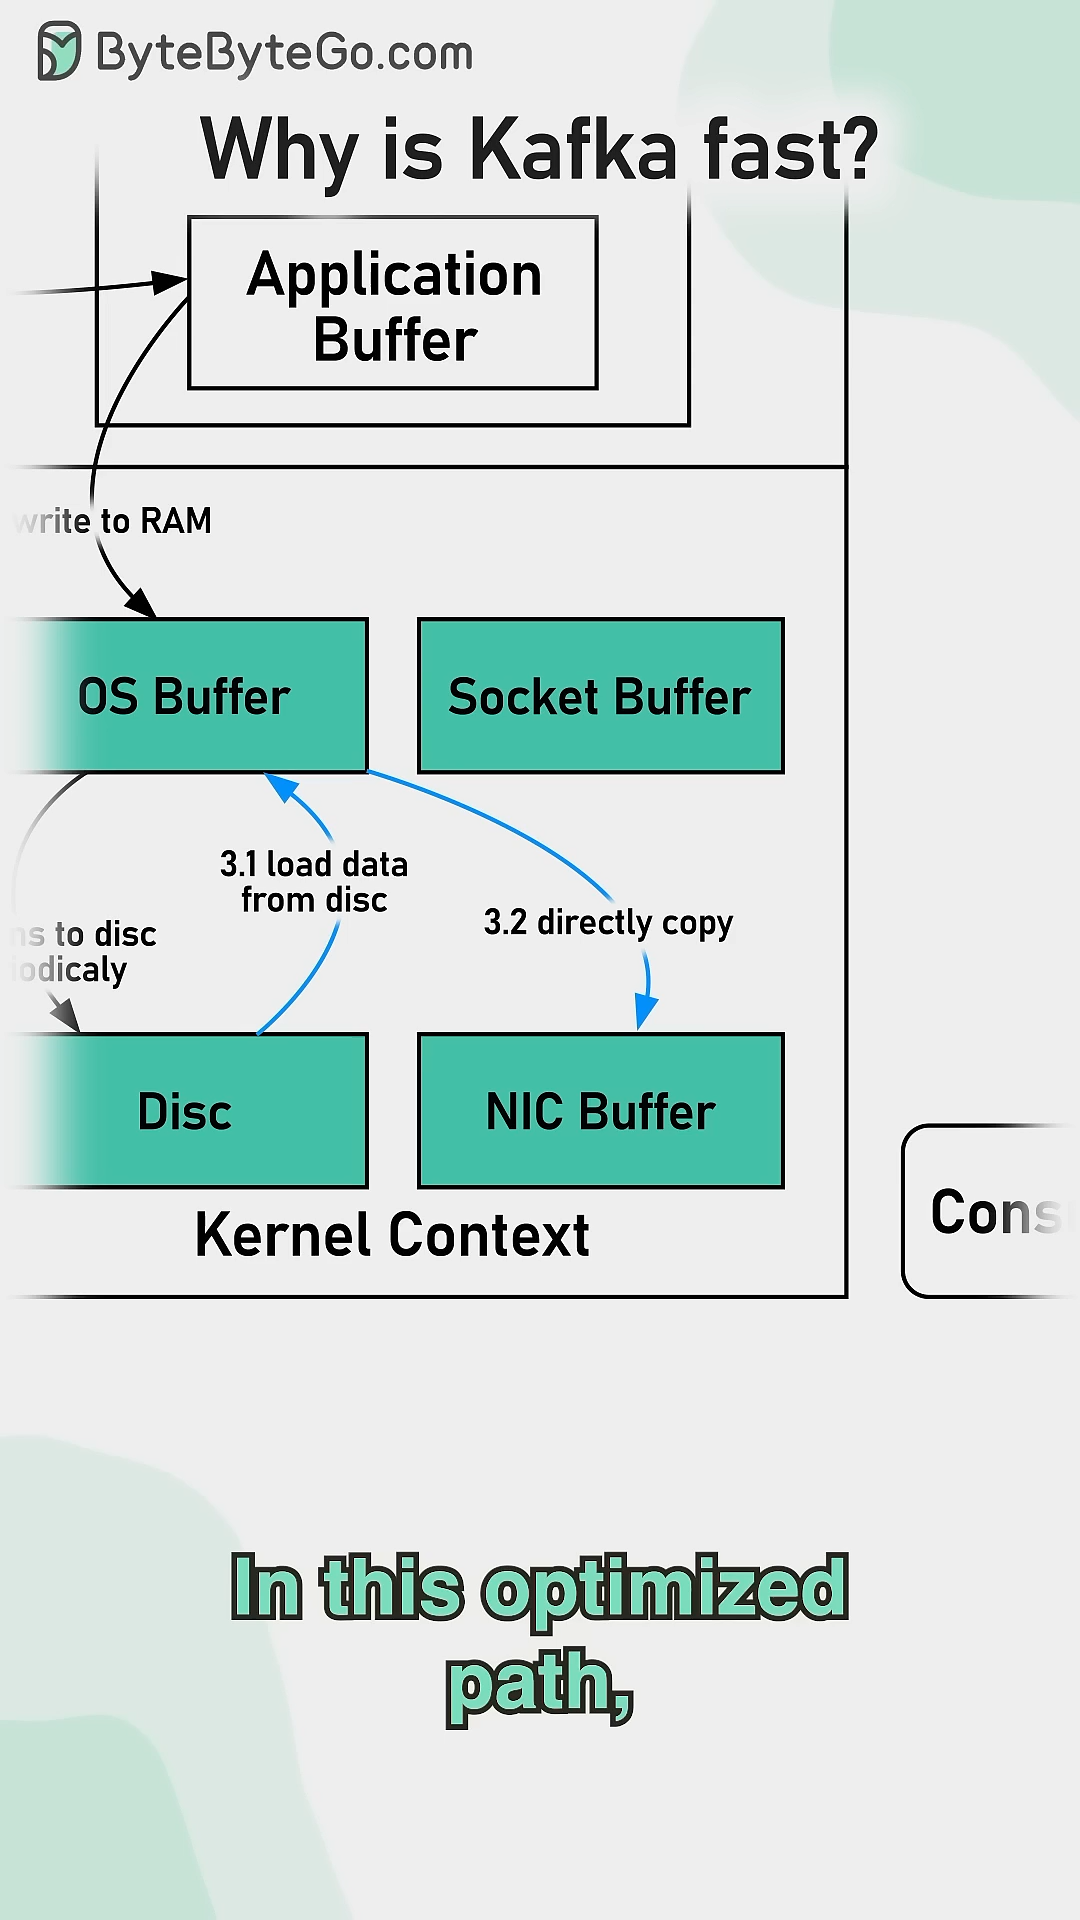 ByteByteGo.com
Why is Kafka fast?
Application
Buffer
write to RAM
OS Buffer
Socket Buffer
3.1 load data
from disc
3.2 directly copy
to disc
Disc
NIC Buffer
Kernel Context
In this optimized
path,